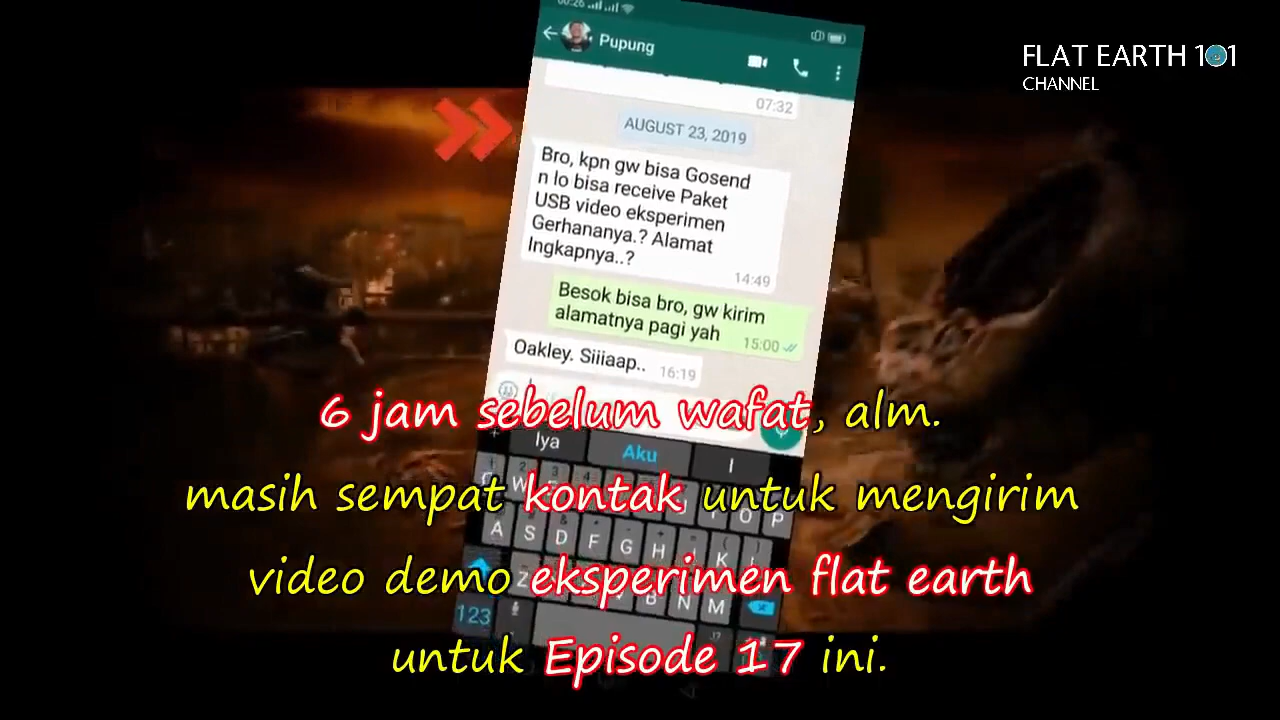 00:26
Pupung
FLAT EARTH 101
CHANNEL
07:32
AUGUST 23, 2019
Bro, kpn gw bisa Gosend
n lo bisa receive Paket
USB video eksperimen
Gerhananya.? Alamat
lngkapnya..?
14:49
Besok bisa bro, gw kirim
alamatnya pagi yah
15:00
Oakley. Siiiaap..
16:19
6 jam sebelum wafat, alm.
Iya Aku I
masih sempat kontak untuk mengirim
video demo eksperimen flat earth
123
untuk Episode 17 ini.